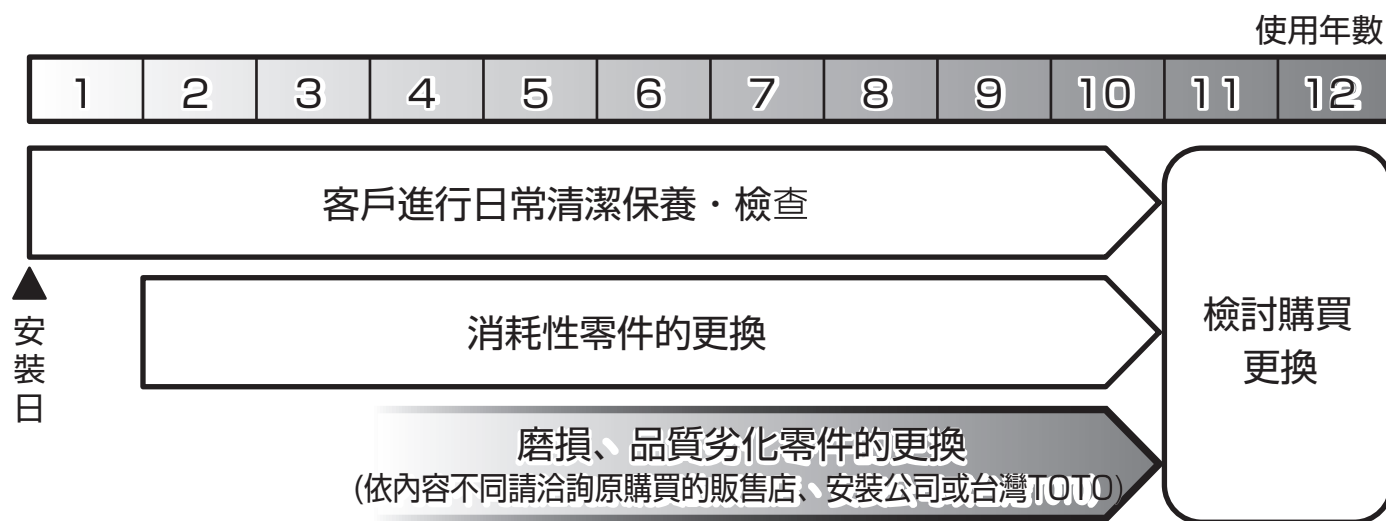 使用年數
1 2 3 4 5 6 7 8 9 10 11 12
客戶進行日常清潔保養・檢查
安裝日
消耗性零件的更換
檢討購買
更換
磨損、品質劣化零件的更換
(依內容不同請洽詢原購買的販售店、安裝公司或台灣TOTO)